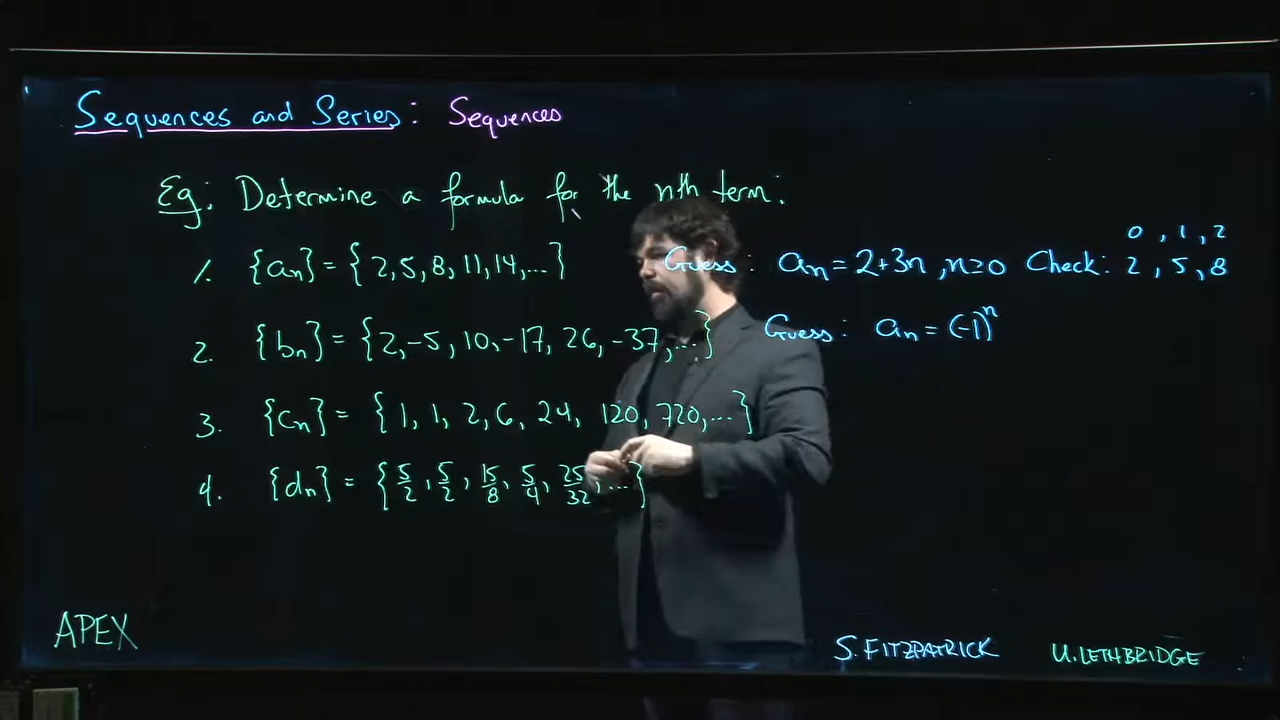 Sequences and Series: Sequences
Eg: Determine a formula for the nth term:
1. {an} = {2, 5, 8, 11, 14, ...} Guess: an = 2+3n, n≥0 Check: 0, 1, 2
2, 5, 8
2. {bn} = {2, -5, 10, -17, 26, -37, ...} Guess: an = (-1)^n
3. {cn} = {1, 1, 2, 6, 24, 120, 720, ...}
4. {dn} = {5/2, 5/2, 15/8, 5/4, 25/32, ...}
APEX
S. FITZPATRICK
U. LETHBRIDGE